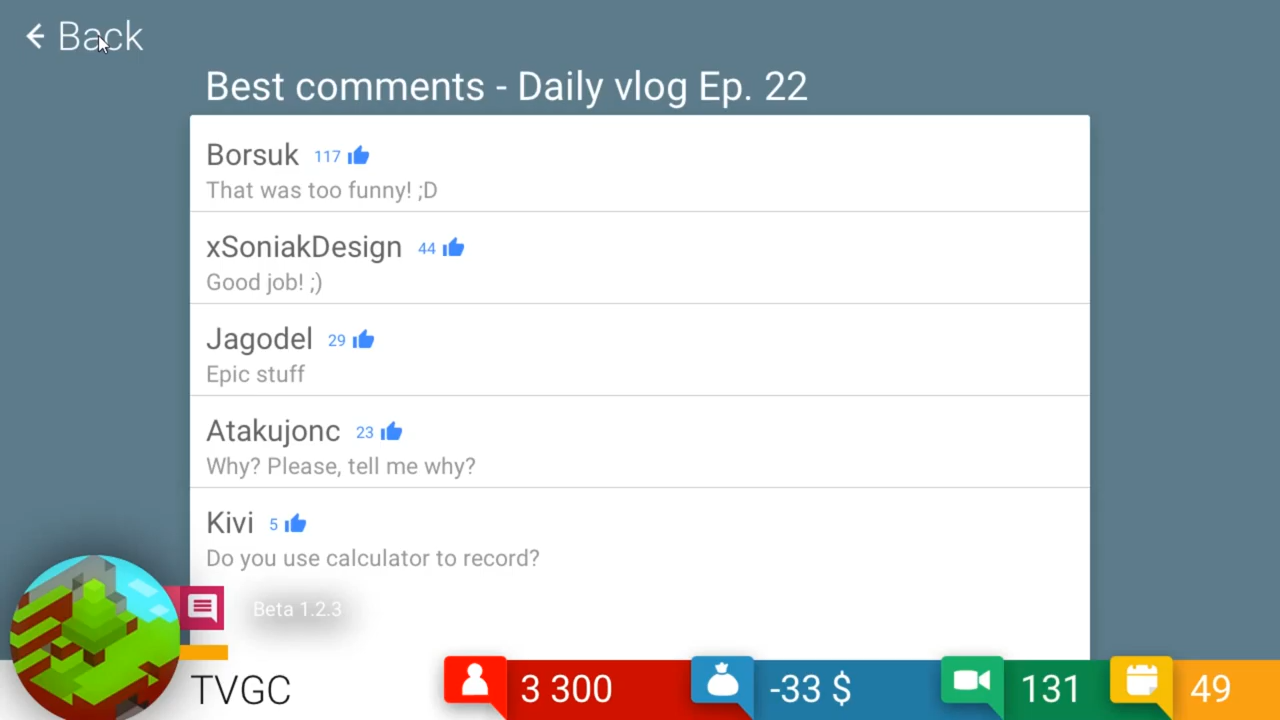 Back
Best comments - Daily vlog Ep. 22
Borsuk 117
That was too funny! ;D
xSoniakDesign 44
Good job! ;)
Jagodel 29
Epic stuff
Atakujonc 23
Why? Please, tell me why?
Kivi 5
Do you use calculator to record?
Beta 1.2.3
TVGC 3 300 -33 $ 131 49